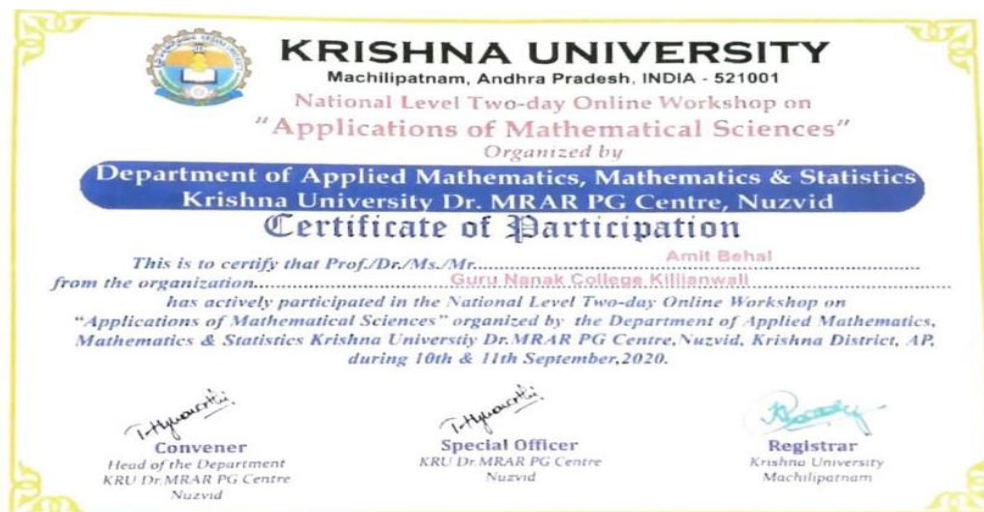 KRISHNA UNIVERSITY
Machilipatnam, Andhra Pradesh, INDIA - 521001
National Level Two-day Online Workshop on
"Applications of Mathematical Sciences"
Organized by
Department of Applied Mathematics, Mathematics & Statistics
Krishna University Dr. MRAR PG Centre, Nuzvid
Certificate of Participation
This is to certify that Prof./Dr./Ms./Mr. Amit Behal
from the organization Guru Nanak College Killianwali
has actively participated in the National Level Two-day Online Workshop on
"Applications of Mathematical Sciences" organized by the Department of Applied Mathematics,
Mathematics & Statistics Krishna Universtiy Dr.MRAR PG Centre,Nuzvid, Krishna District, AP,
during 10th & 11th September,2020.
Convener Special Officer Registrar
Head of the Department KRU Dr.MRAR PG Centre Krishna University
KRU Dr.MRAR PG Centre Nuzvid Machilipatnam
Nuzvid